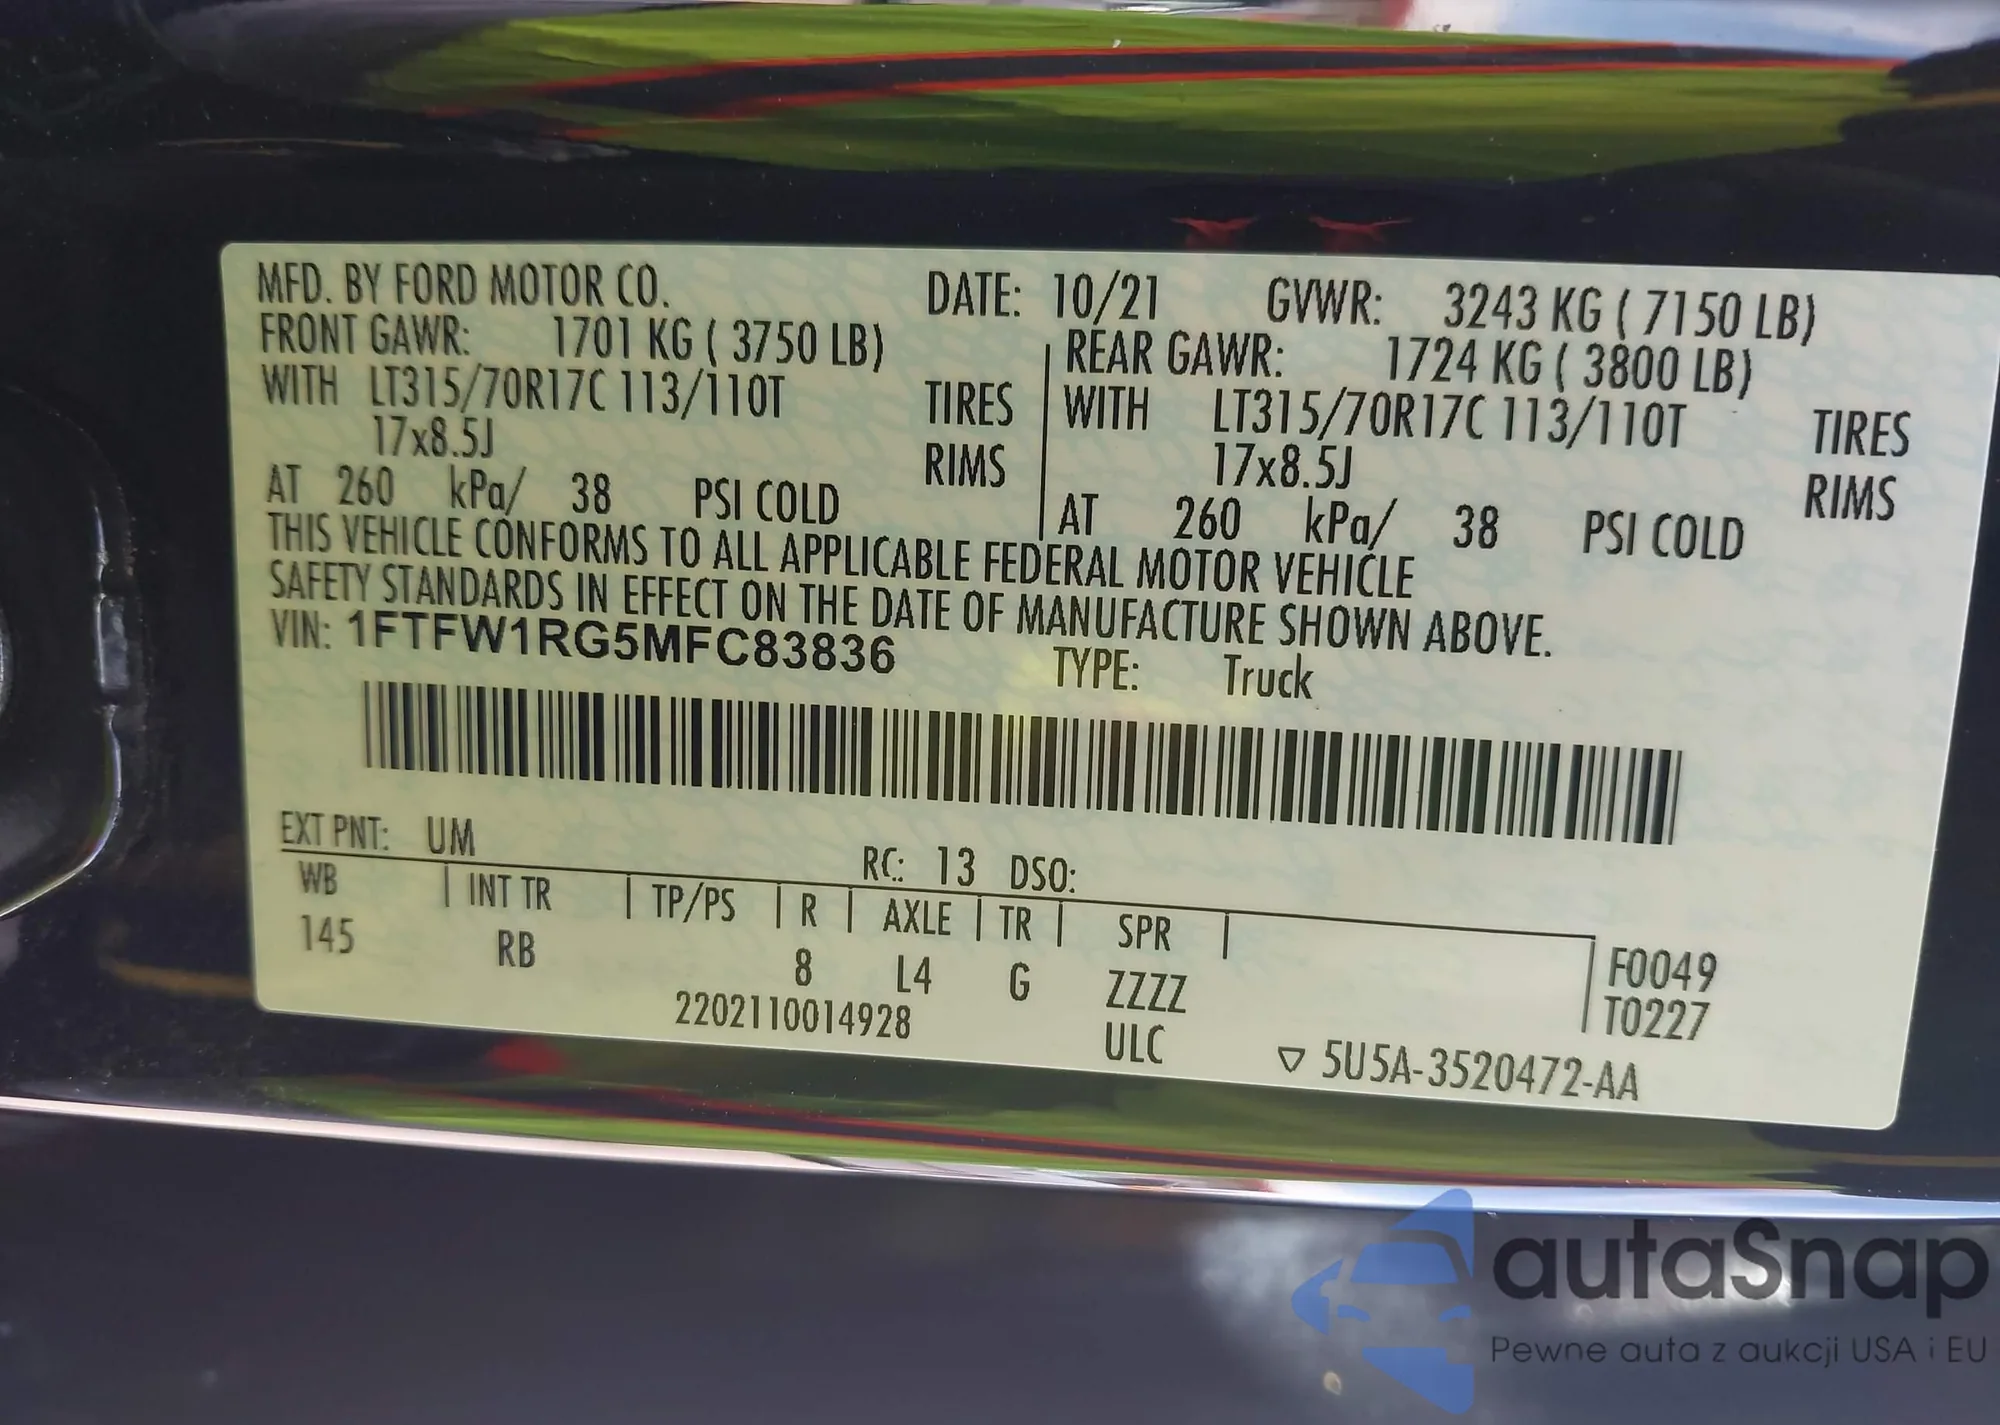 MFD. BY FORD MOTOR CO. DATE: 10/21 GVWR: 3243 KG ( 7150 LB)
FRONT GAWR: 1701 KG ( 3750 LB) REAR GAWR: 1724 KG ( 3800 LB)
WITH LT315/70R17C 113/110T TIRES WITH LT315/70R17C 113/110T TIRES
17x8.5J RIMS 17x8.5J RIMS
AT 260 kPa/ 38 PSI COLD AT 260 kPa/ 38 PSI COLD
THIS VEHICLE CONFORMS TO ALL APPLICABLE FEDERAL MOTOR VEHICLE
SAFETY STANDARDS IN EFFECT ON THE DATE OF MANUFACTURE SHOWN ABOVE.
VIN: 1FTFW1RG5MFC83836 TYPE: Truck
EXT PNT: UM RC: 13 DSO:
WB | INT TR | TP/PS | R | AXLE | TR | SPR |
145 RB 8 L4 G ZZZZ F0049
2202110014928 ULC T0227
▽ 5U5A-3520472-AA
autaSnap
Pewne auta z aukcji USA i EU